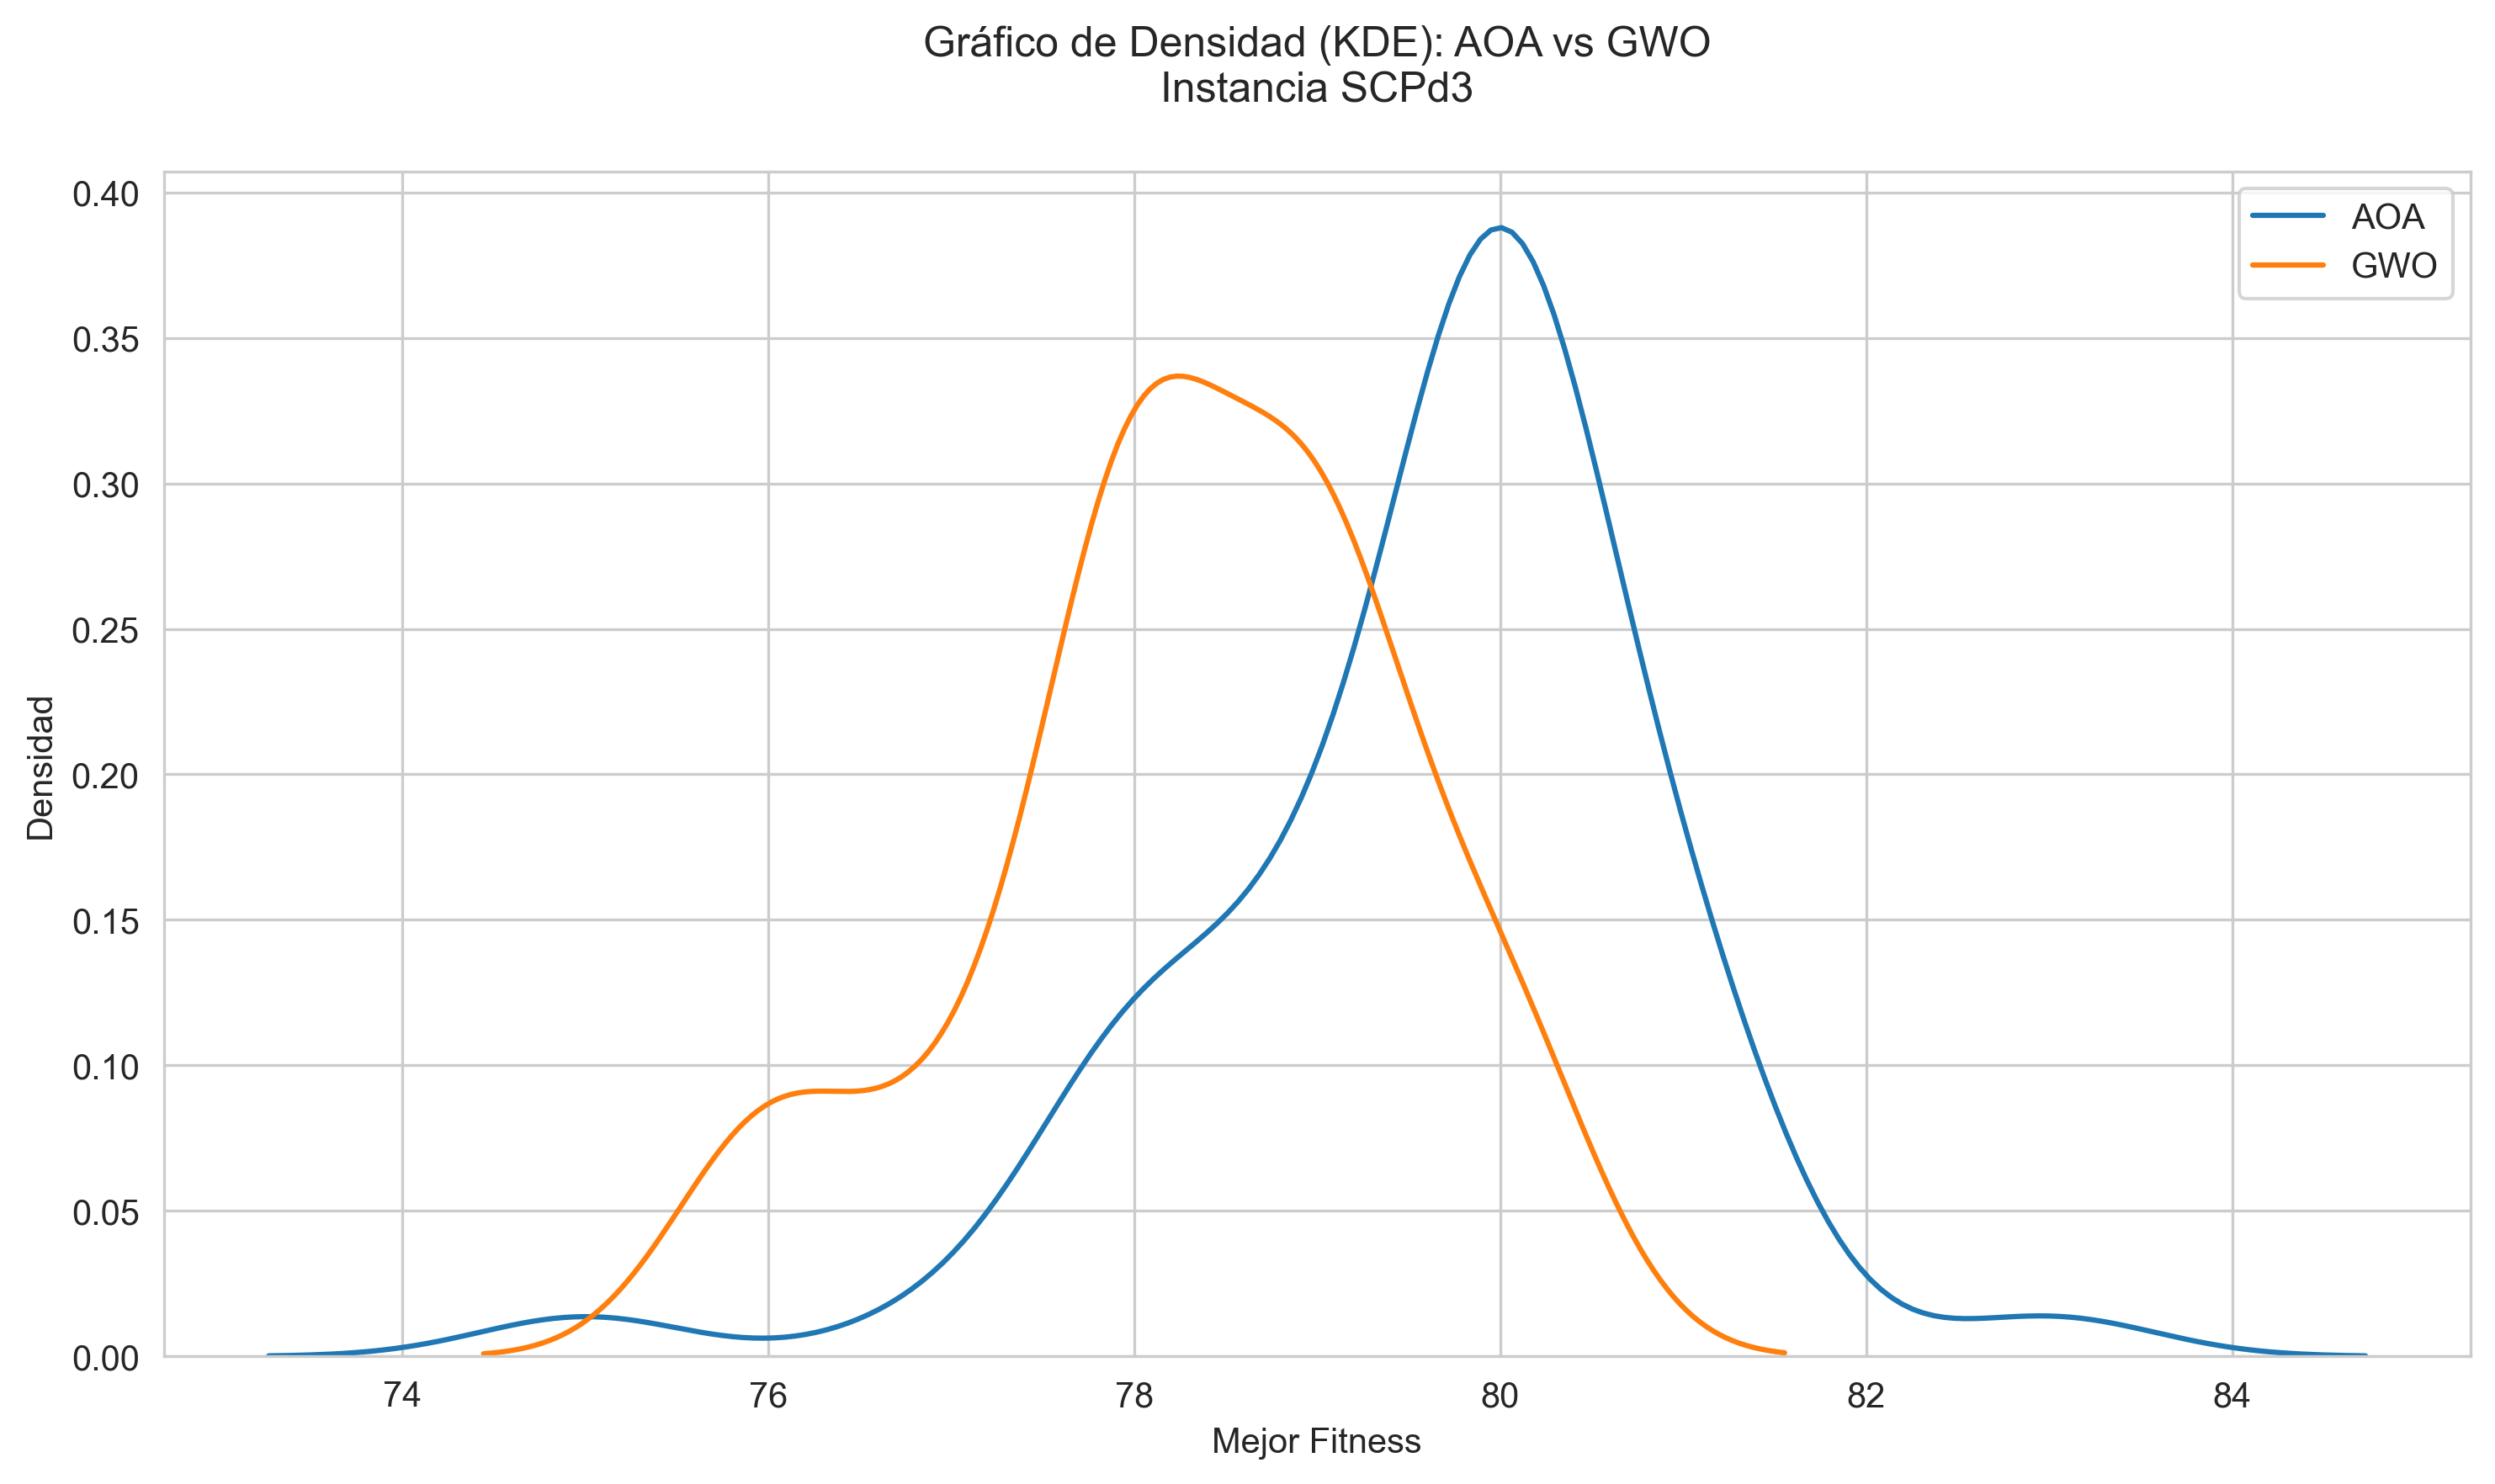 Gráfico de Densidad (KDE): AOA vs GWO
Instancia SCPd3
AOA
GWO
0.40
0.35
0.30
0.25
0.20
0.15
0.10
0.05
0.00
Densidad
74
76
78
80
82
84
Mejor Fitness